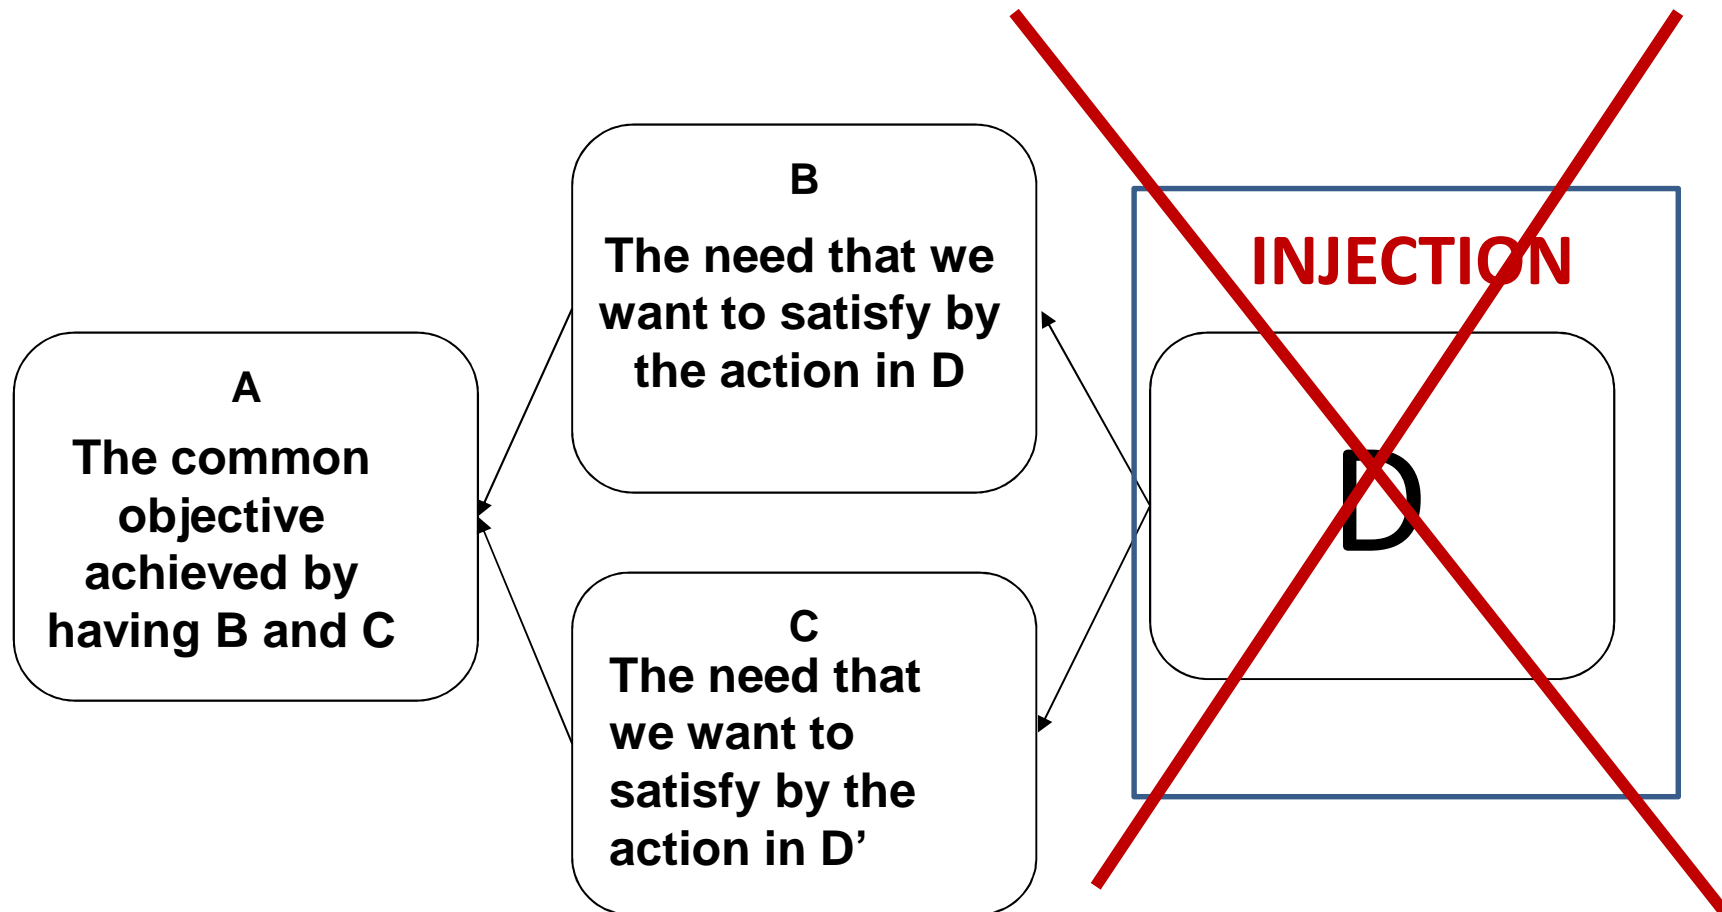 A
The common
objective
achieved by
having B and C
B
The need that we
want to satisfy by
the action in D
C
The need that
we want to
satisfy by the
action in D’
INJECTION
D